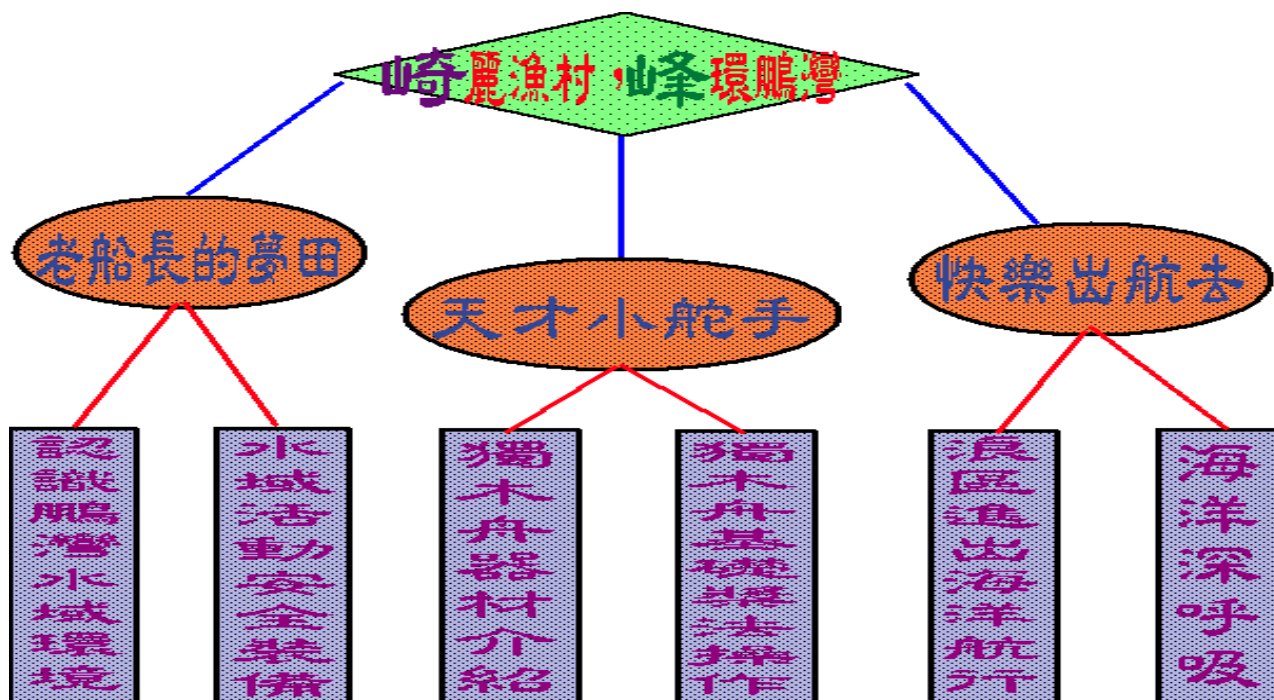 崎麗漁村，峰環鵬灣
老船長的夢田
天才小舵手
快樂出航去
認識鵬灣水域環境
水域活動安全裝備
獨木舟器材介紹
獨木舟基礎槳法操作
浪區進出海洋航行
海洋深呼吸